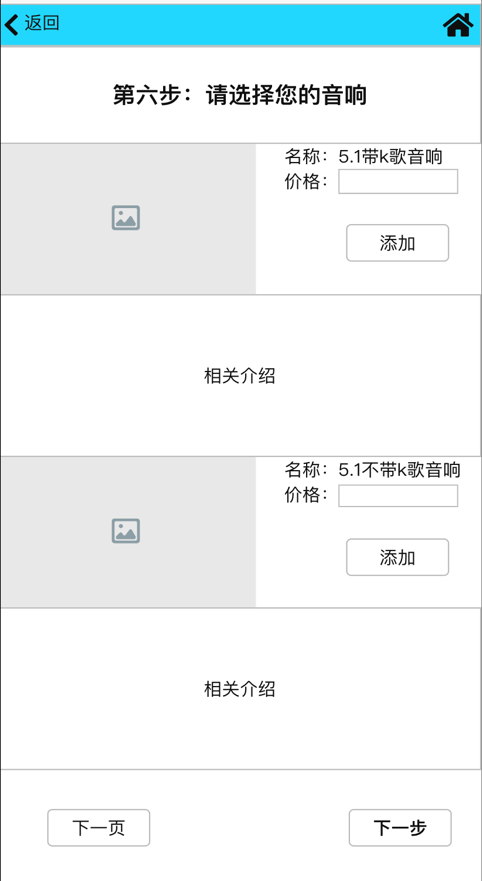 返回
第六步：请选择您的音响
名称：5.1带k歌音响
价格：
添加
相关介绍
名称：5.1不带k歌音响
价格：
添加
相关介绍
下一页
下一步